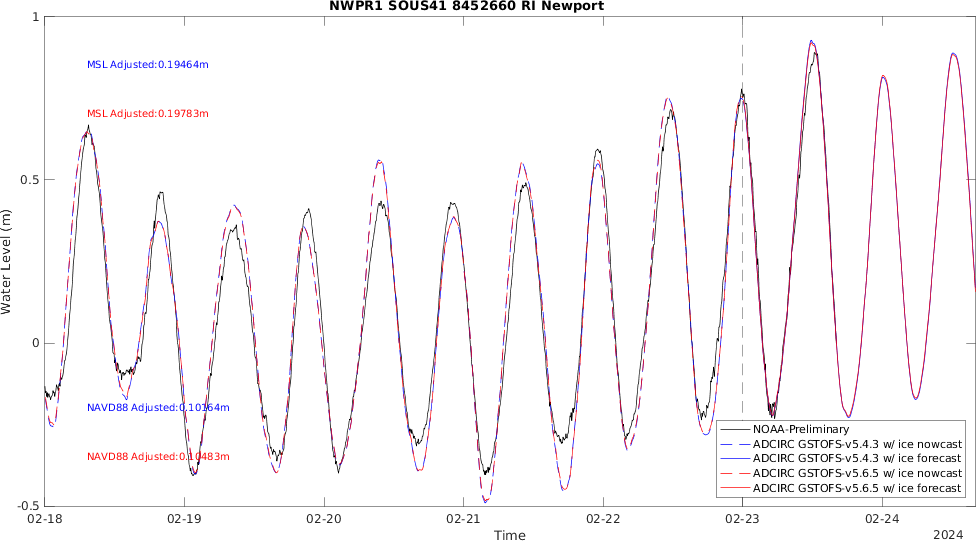 NWPR1 SOUS41 8452660 RI Newport
1
MSL Adjusted:0.19464m
MSL Adjusted:0.19783m
0.5
Water Level (m)
0
NAVD88 Adjusted:0.10164m
NAVD88 Adjusted:0.10483m
-0.5
NOAA-Preliminary
ADCIRC GSTOFS-v5.4.3 w/ ice nowcast
ADCIRC GSTOFS-v5.4.3 w/ ice forecast
ADCIRC GSTOFS-v5.6.5 w/ ice nowcast
ADCIRC GSTOFS-v5.6.5 w/ ice forecast
02-18 02-19 02-20 02-21 02-22 02-23 02-24
Time
2024